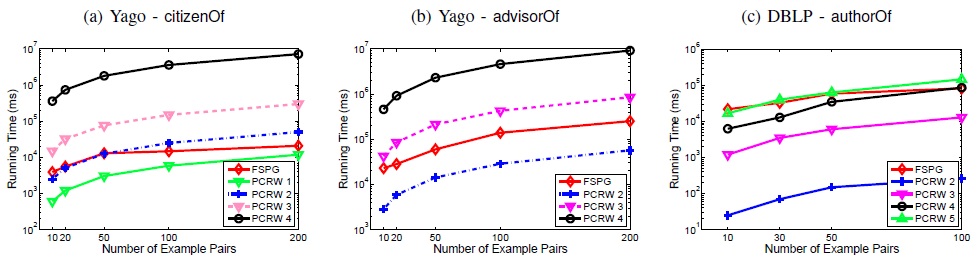 (a) Yago - citizenOf
10^7
10^6
10^5
10^4
10^3
10^2
Running Time (ms)
FSPG
PCRW 1
PCRW 2
PCRW 3
PCRW 4
10 20 50 100 200
Number of Example Pairs
(b) Yago - advisorOf
10^7
10^6
10^5
10^4
10^3
Running Time (ms)
FSPG
PCRW 2
PCRW 3
PCRW 4
10 20 50 100 200
Number of Example Pairs
(c) DBLP - authorOf
10^6
10^5
10^4
10^3
10^2
10^1
Running Time (ms)
FSPG
PCRW 2
PCRW 3
PCRW 4
PCRW 5
10 30 50 100
Number of Example Pairs